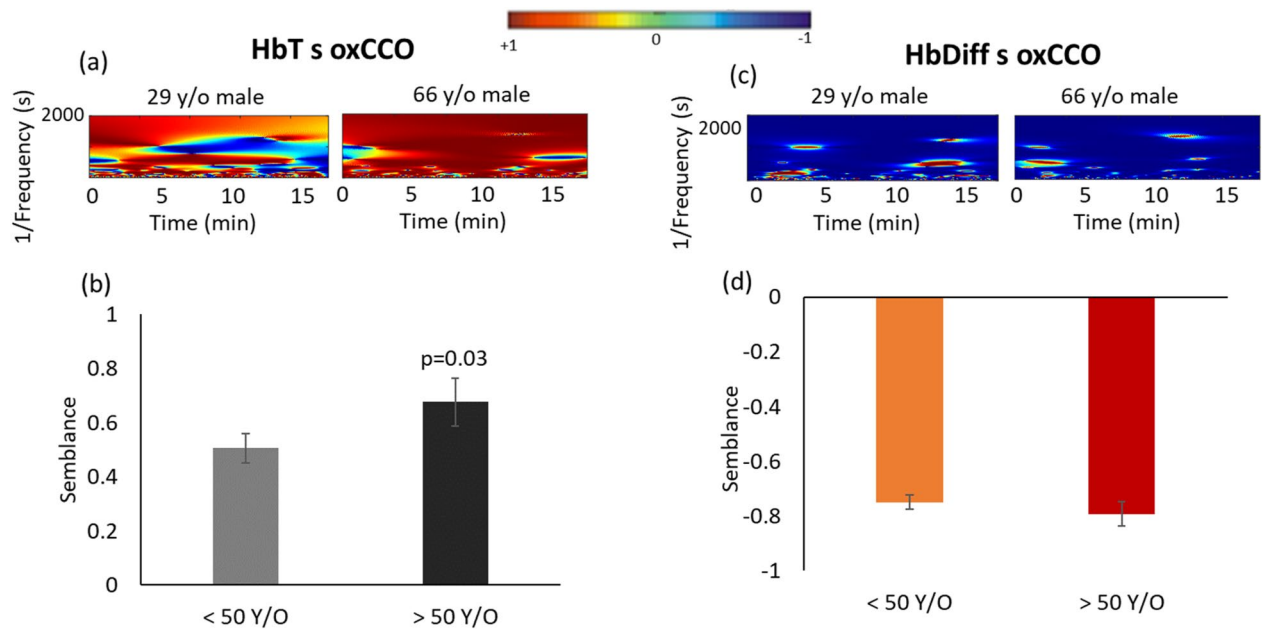 +1 0 -1
HbT s oxCCO
HbDiff s oxCCO
(a)
29 y/o male
66 y/o male
2000
1/Frequency (s)
0 5 10 15 0 5 10 15
Time (min) Time (min)
(c)
29 y/o male
66 y/o male
2000
1/Frequency (s)
0 5 10 15 0 5 10 15
Time (min) Time (min)
(b)
1
0.8
0.6
0.4
0.2
0
Semblance
p=0.03
< 50 Y/O > 50 Y/O
(d)
0
-0.2
-0.4
-0.6
-0.8
-1
Semblance
< 50 Y/O > 50 Y/O